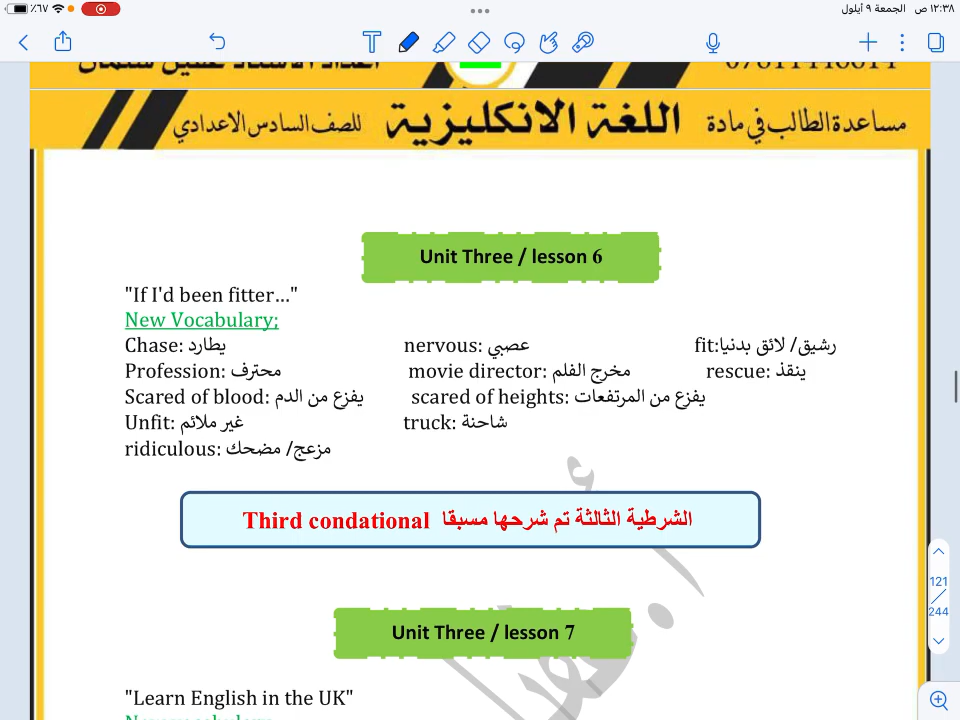 ١٢:٣٨ ص الجمعة ٩ أيلول
٪٦٧
07811110011
مساعدة الطالب في مادة اللغة الانكليزية للصف السادس الاعدادي
Unit Three / lesson 6
"If I'd been fitter…"
New Vocabulary;
Chase: يطارد nervous: عصبي fit: رشيق/ لائق بدنيا
Profession: محترف movie director: مخرج الفلم rescue: ينقذ
Scared of blood: يفزع من الدم scared of heights: يفزع من المرتفعات
Unfit: غير ملائم truck: شاحنة
ridiculous: مزعج/ مضحك
الشرطية الثالثة تم شرحها مسبقا Third condational
121
244
Unit Three / lesson 7
"Learn English in the UK"